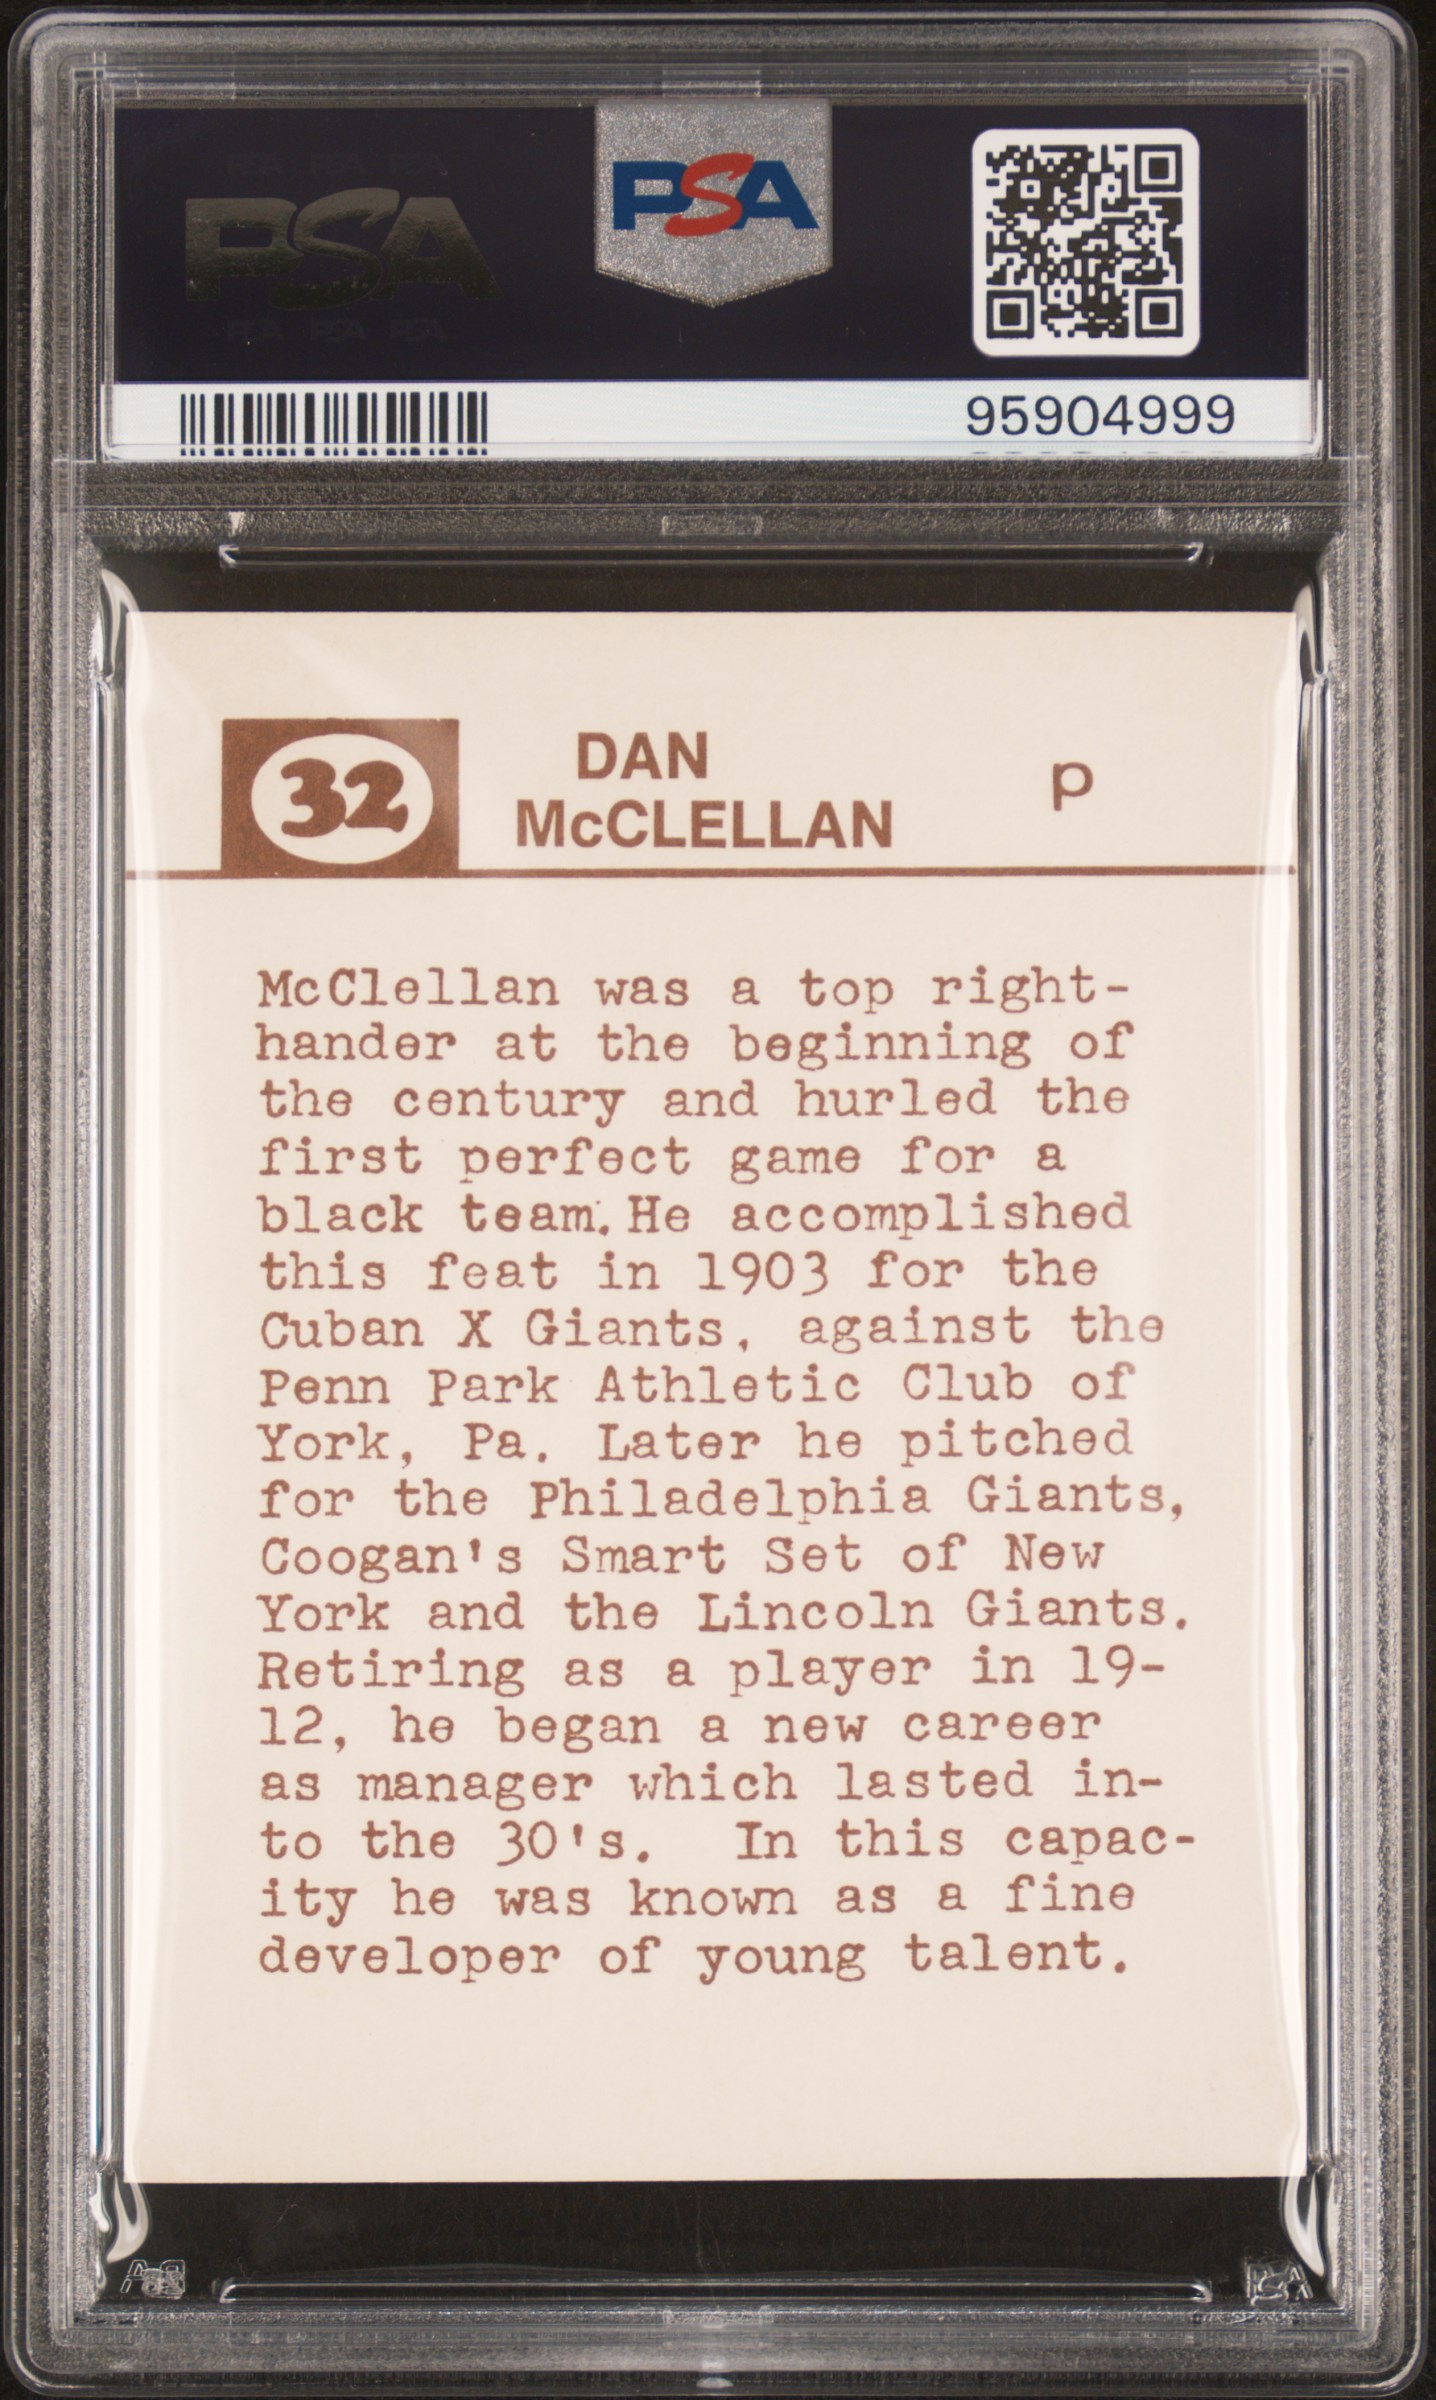 PSA
PSA
95904999
32
DAN
McCLELLAN
p
McClellan was a top right-
hander at the beginning of
the century and hurled the
first perfect game for a
black team. He accomplished
this feat in 1903 for the
Cuban X Giants, against the
Penn Park Athletic Club of
York, Pa. Later he pitched
for the Philadelphia Giants,
Coogan's Smart Set of New
York and the Lincoln Giants.
Retiring as a player in 19-
12, he began a new career
as manager which lasted in-
to the 30's.  In this capac-
ity he was known as a fine
developer of young talent.
PSA
PSA